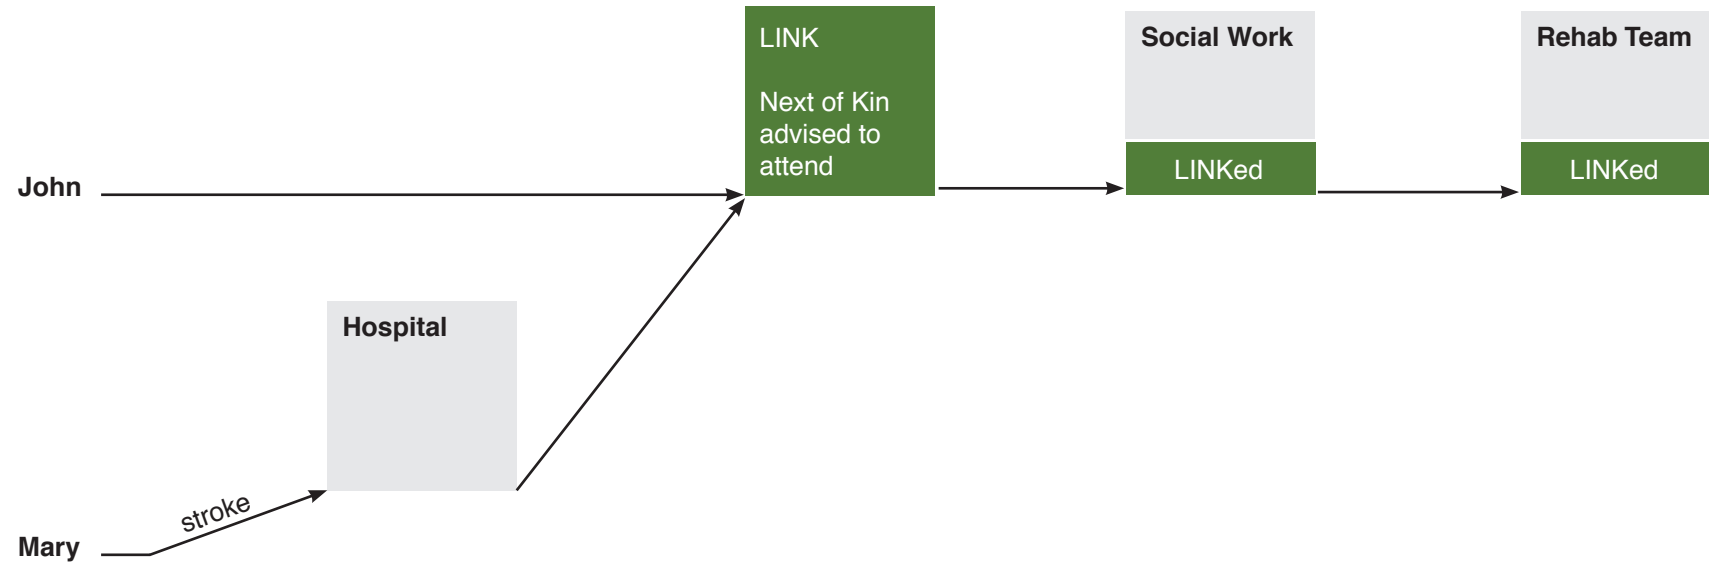 LINK
Next of Kin
advised to
attend
Social Work
LINKed
Rehab Team
LINKed
John
Hospital
stroke
Mary